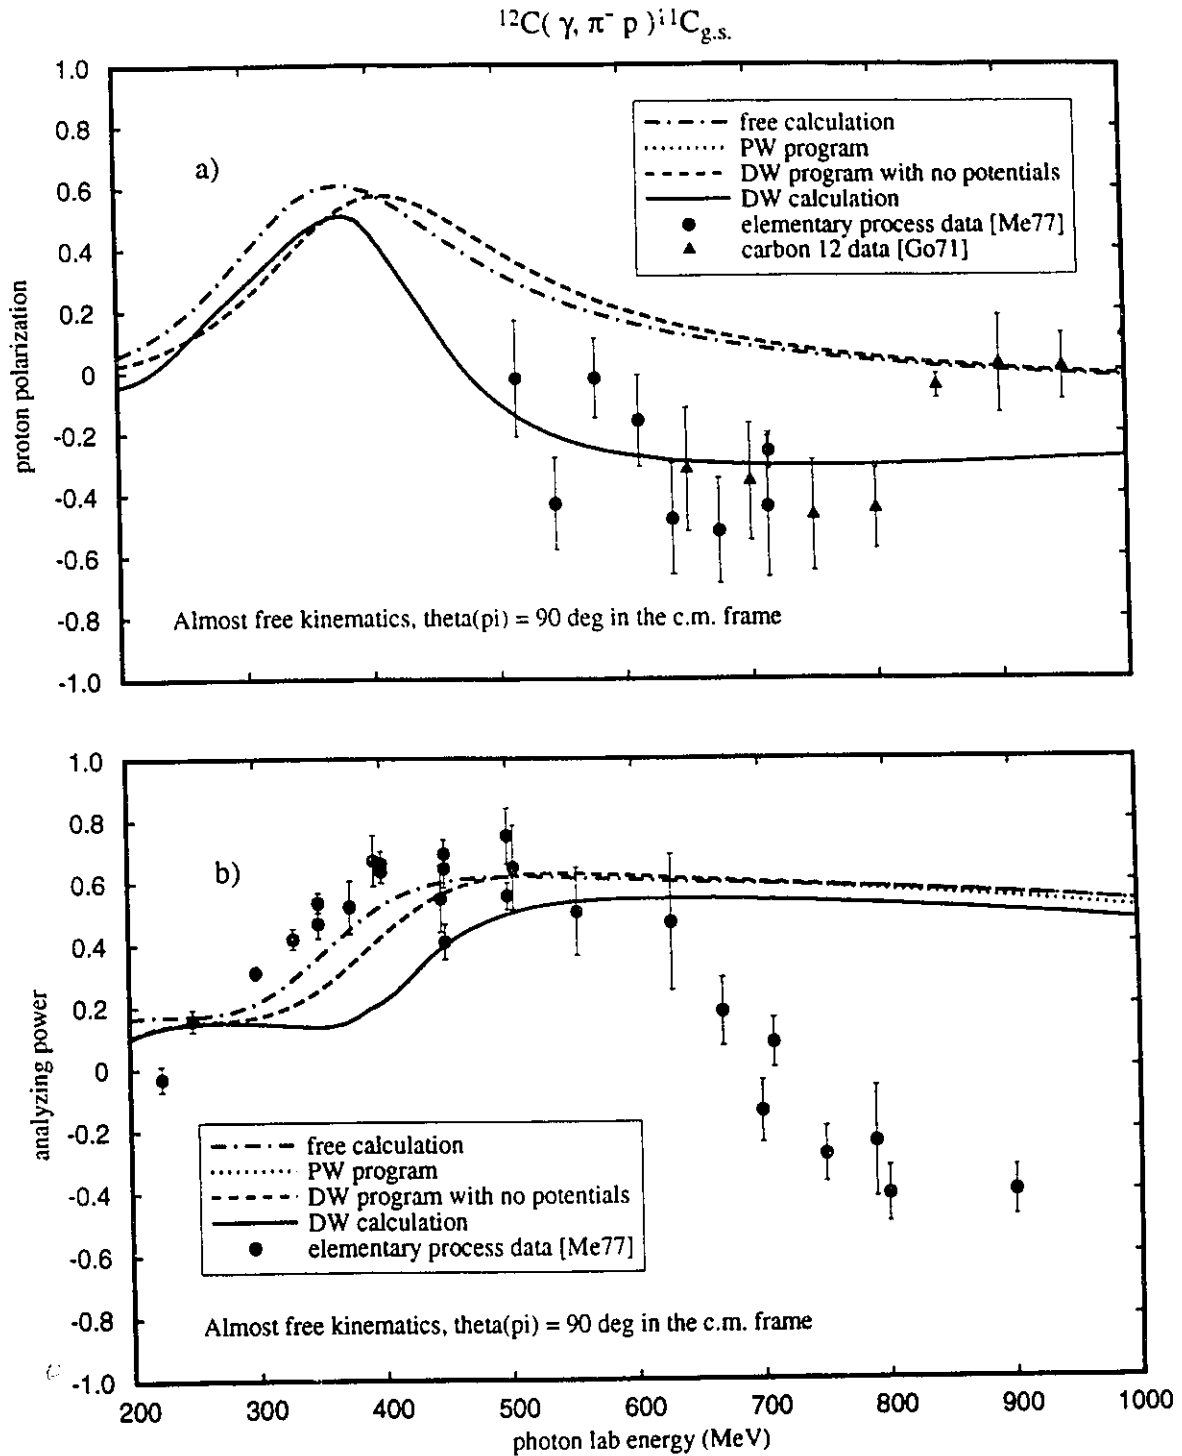 ¹²C( γ, π⁻ p )¹¹C g.s.
1.0
0.8
0.6
0.4
0.2
0
-0.2
-0.4
-0.6
-0.8
-1.0
proton polarization
a)
free calculation
PW program
DW program with no potentials
DW calculation
elementary process data [Me77]
carbon 12 data [Go71]
Almost free kinematics, theta(pi) = 90 deg in the c.m. frame
1.0
0.8
0.6
0.4
0.2
0
-0.2
-0.4
-0.6
-0.8
-1.0
analyzing power
b)
free calculation
PW program
DW program with no potentials
DW calculation
elementary process data [Me77]
Almost free kinematics, theta(pi) = 90 deg in the c.m. frame
200 300 400 500 600 700 800 900 1000
photon lab energy (MeV)